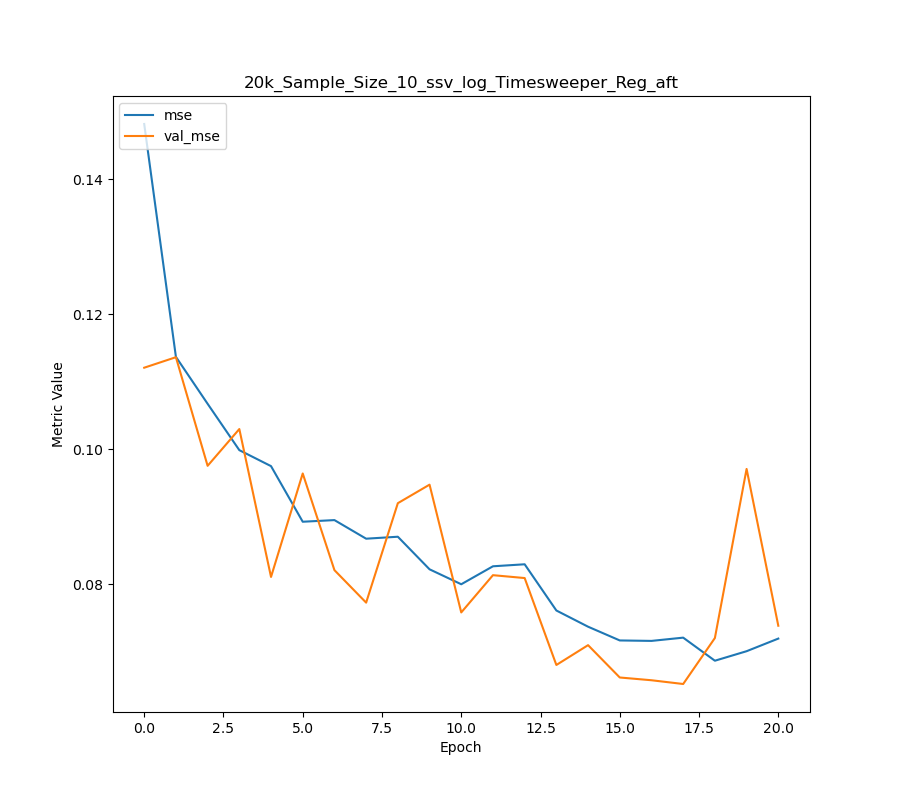 20k_Sample_Size_10_ssv_log_Timesweeper_Reg_aft
mse
val_mse
0.14
0.12
0.10
0.08
Metric Value
0.0 2.5 5.0 7.5 10.0 12.5 15.0 17.5 20.0
Epoch